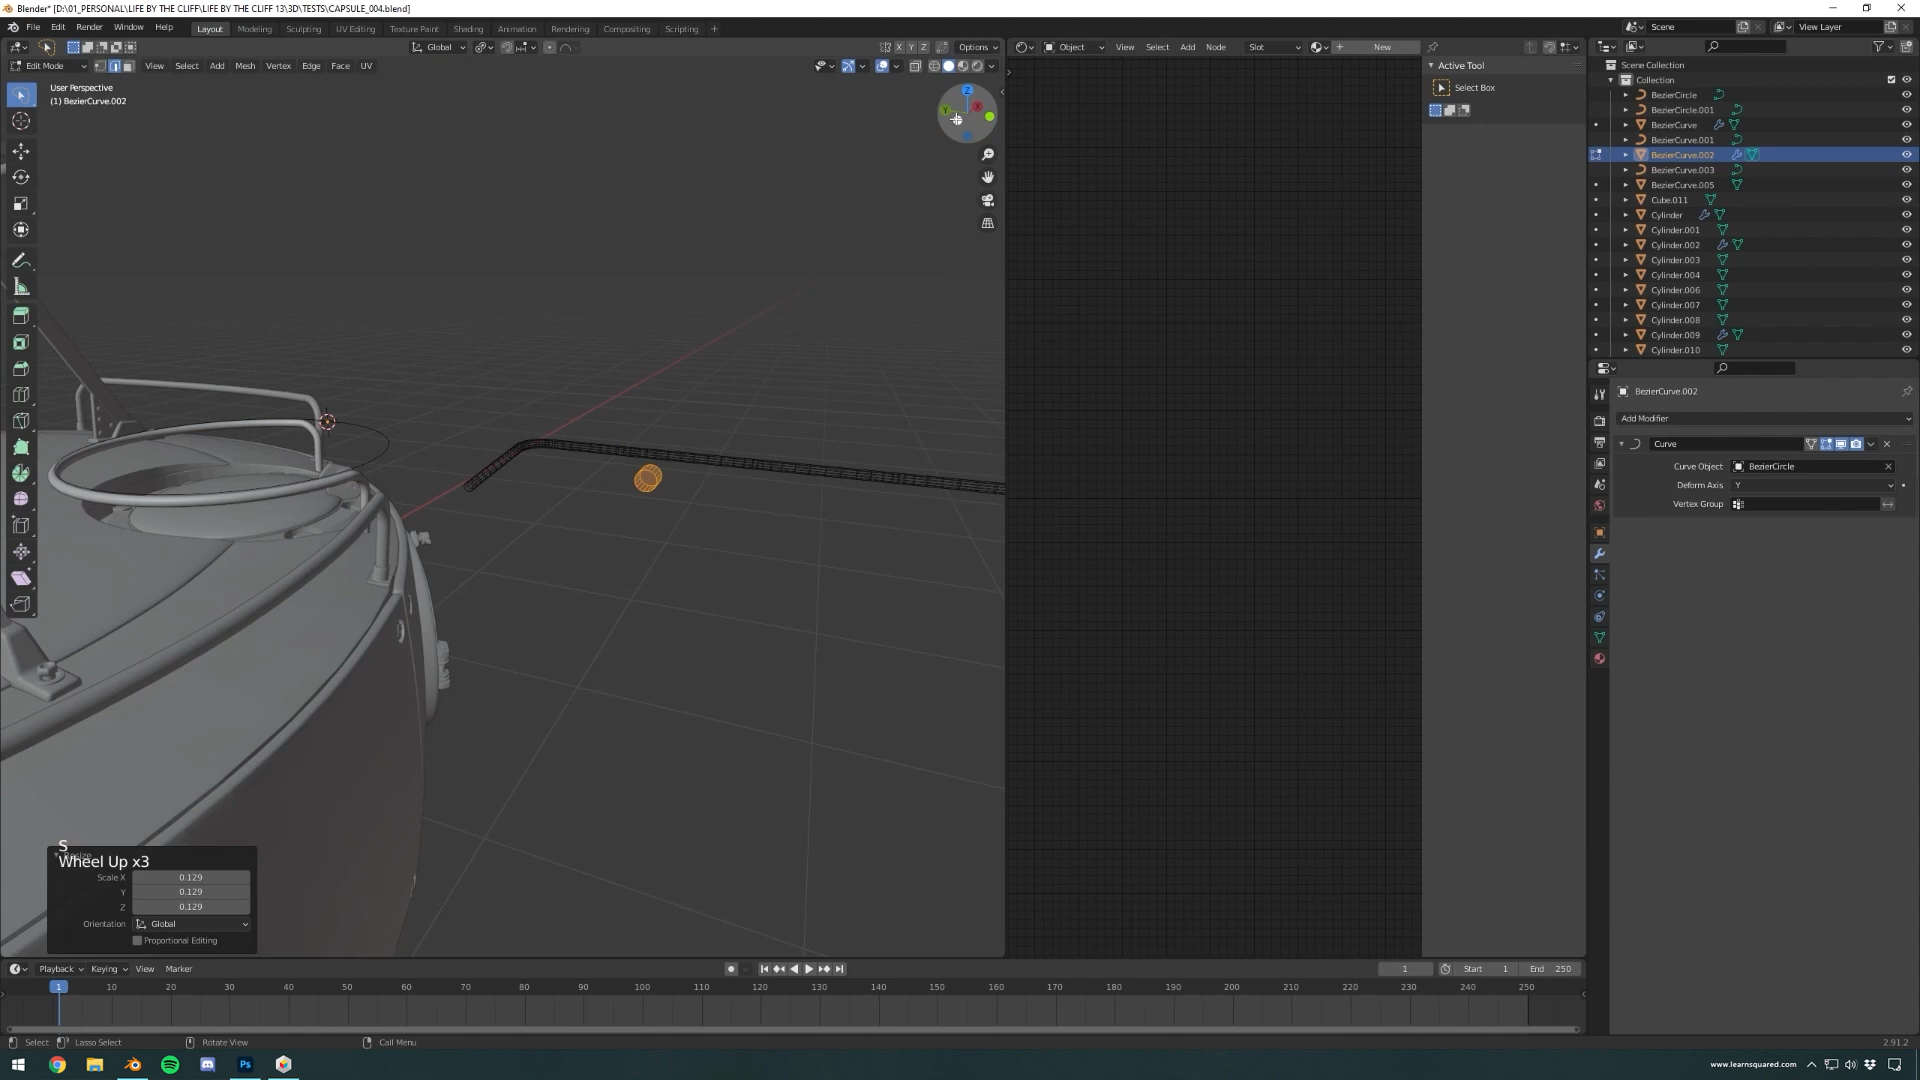 Blender* [D:\01_PERSONAL\LIFE BY THE CLIFF\LIFE BY THE CLIFF 13\3D\TESTS\CAPSULE_004.blend]
File Edit Render Window Help Layout Modeling Sculpting UV Editing Texture Paint Shading Animation Rendering Compositing Scripting + Scene View Layer
Global X Y Z Options Object View Select Add Node Slot New
Edit Mode View Select Add Mesh Vertex Edge Face UV
Active Tool
Select Box
User Perspective
(1) BezierCurve.002
Z
X
Y
Scene Collection
Collection
BezierCircle
BezierCircle.001
BezierCurve
BezierCurve.001
BezierCurve.002
BezierCurve.003
BezierCurve.005
Cube.011
Cylinder
Cylinder.001
Cylinder.002
Cylinder.003
Cylinder.004
Cylinder.006
Cylinder.007
Cylinder.008
Cylinder.009
Cylinder.010
BezierCurve.002
Add Modifier
Curve
Curve Object BezierCircle
Deform Axis Y
Vertex Group
S
Wheel Up x3
Scale X 0.129
Y 0.129
Z 0.129
Orientation Global
Proportional Editing
Playback Keying View Marker 1 Start 1 End 250
1 10 20 30 40 50 60 70 80 90 100 110 120 130 140 150 160 170 180 190 200 210 220 230 240 250
Select Lasso Select Rotate View Call Menu 2.91.2
Ps www.learnsquared.com